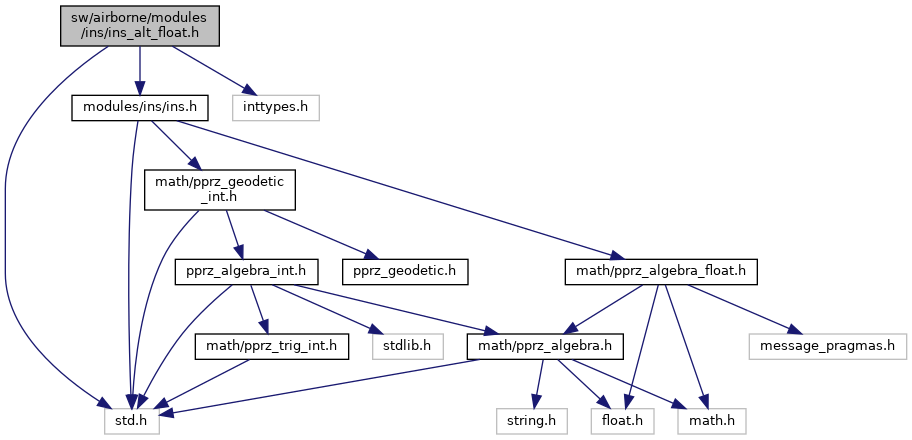 sw/airborne/modules
/ins/ins_alt_float.h
modules/ins/ins.h
inttypes.h
math/pprz_geodetic
_int.h
pprz_algebra_int.h
pprz_geodetic.h
math/pprz_algebra_float.h
math/pprz_trig_int.h
stdlib.h
math/pprz_algebra.h
message_pragmas.h
std.h
string.h
float.h
math.h